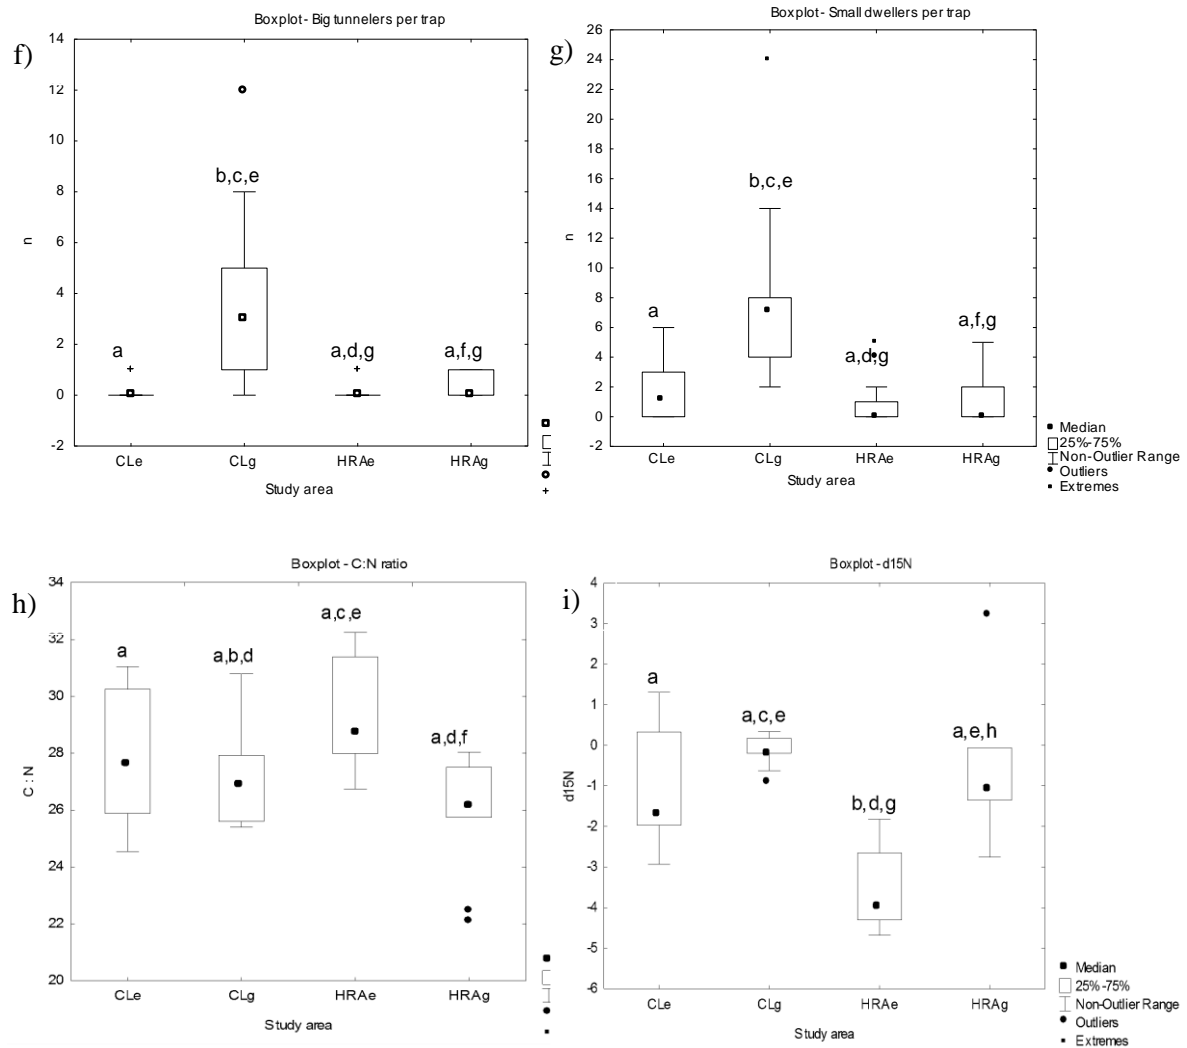 f)
Boxplot - Big tunnelers per trap
14
12
10
8
6
4
2
0
-2
n
a
b,c,e
a,d,g
a,f,g
CLe CLg HRAe HRAg
Study area
g)
Boxplot - Small dwellers per trap
26
24
22
20
18
16
14
12
10
8
6
4
2
0
-2
n
a
b,c,e
a,d,g
a,f,g
CLe CLg HRAe HRAg
Study area
Median
25%-75%
Non-Outlier Range
Outliers
Extremes
h)
Boxplot - C:N ratio
34
32
30
28
26
24
22
20
C : N
a
a,b,d
a,c,e
a,d,f
CLe CLg HRAe HRAg
Study area
i)
Boxplot - d15N
4
3
2
1
0
-1
-2
-3
-4
-5
-6
d15N
a
a,c,e
b,d,g
a,e,h
CLe CLg HRAe HRAg
Study area
Median
25%-75%
Non-Outlier Range
Outliers
Extremes